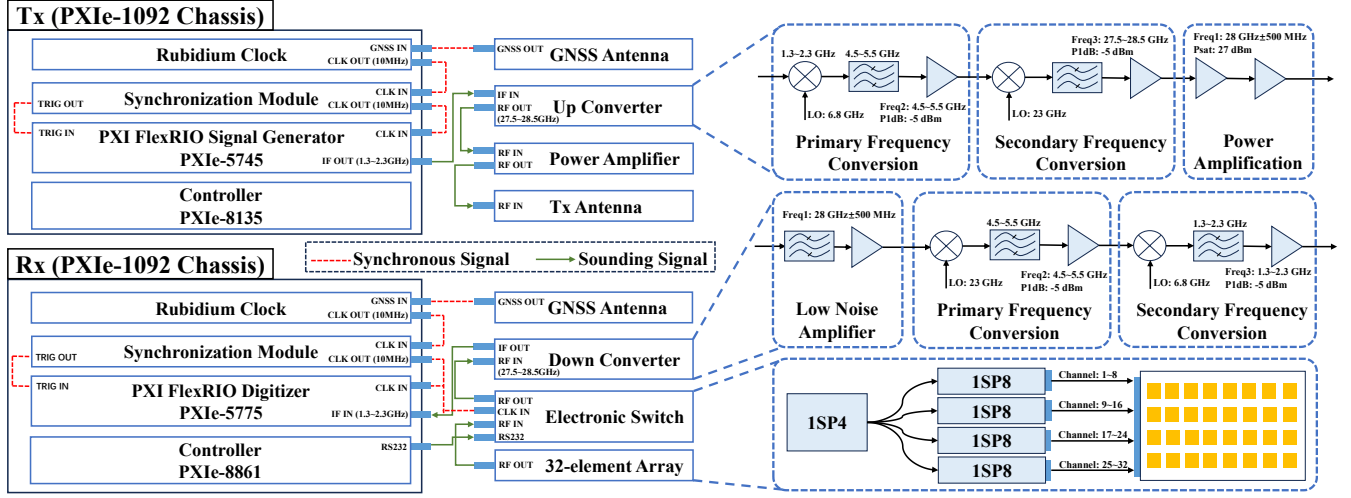 Tx (PXIe-1092 Chassis)
Rubidium Clock
GNSS IN
CLK OUT (10MHz)
Synchronization Module
CLK IN
CLK OUT (10MHz)
TRIG OUT
TRIG IN
PXI FlexRIO Signal Generator
PXIe-5745
CLK IN
IF OUT (1.3~2.3GHz)
Controller
PXIe-8135
GNSS OUT
GNSS Antenna
IF IN
RF OUT
(27.5~28.5GHz)
Up Converter
RF IN
RF OUT
Power Amplifier
RF IN
Tx Antenna
1.3~2.3 GHz
4.5~5.5 GHz
LO: 6.8 GHz
Freq2: 4.5~5.5 GHz
P1dB: -5 dBm
Primary Frequency
Conversion
Freq3: 27.5~28.5 GHz
P1dB: -5 dBm
LO: 23 GHz
Secondary Frequency
Conversion
Freq1: 28 GHz±500 MHz
Psat: 27 dBm
Power
Amplification
Rx (PXIe-1092 Chassis)
Synchronous Signal
Sounding Signal
Rubidium Clock
GNSS IN
CLK OUT (10MHz)
Synchronization Module
CLK IN
CLK OUT (10MHz)
TRIG OUT
TRIG IN
PXI FlexRIO Digitizer
PXIe-5775
CLK IN
IF IN (1.3~2.3GHz)
Controller
PXIe-8861
RS232
GNSS OUT
GNSS Antenna
IF OUT
RF IN
(27.5~28.5GHz)
Down Converter
RF OUT
CLK IN
RF IN
RS232
Electronic Switch
RF OUT
32-element Array
Freq1: 28 GHz±500 MHz
Low Noise
Amplifier
4.5~5.5 GHz
LO: 23 GHz
Freq2: 4.5~5.5 GHz
P1dB: -5 dBm
Primary Frequency
Conversion
1.3~2.3 GHz
LO: 6.8 GHz
Freq3: 1.3~2.3 GHz
P1dB: -5 dBm
Secondary Frequency
Conversion
1SP4
1SP8
Channel: 1~8
1SP8
Channel: 9~16
1SP8
Channel: 17~24
1SP8
Channel: 25~32